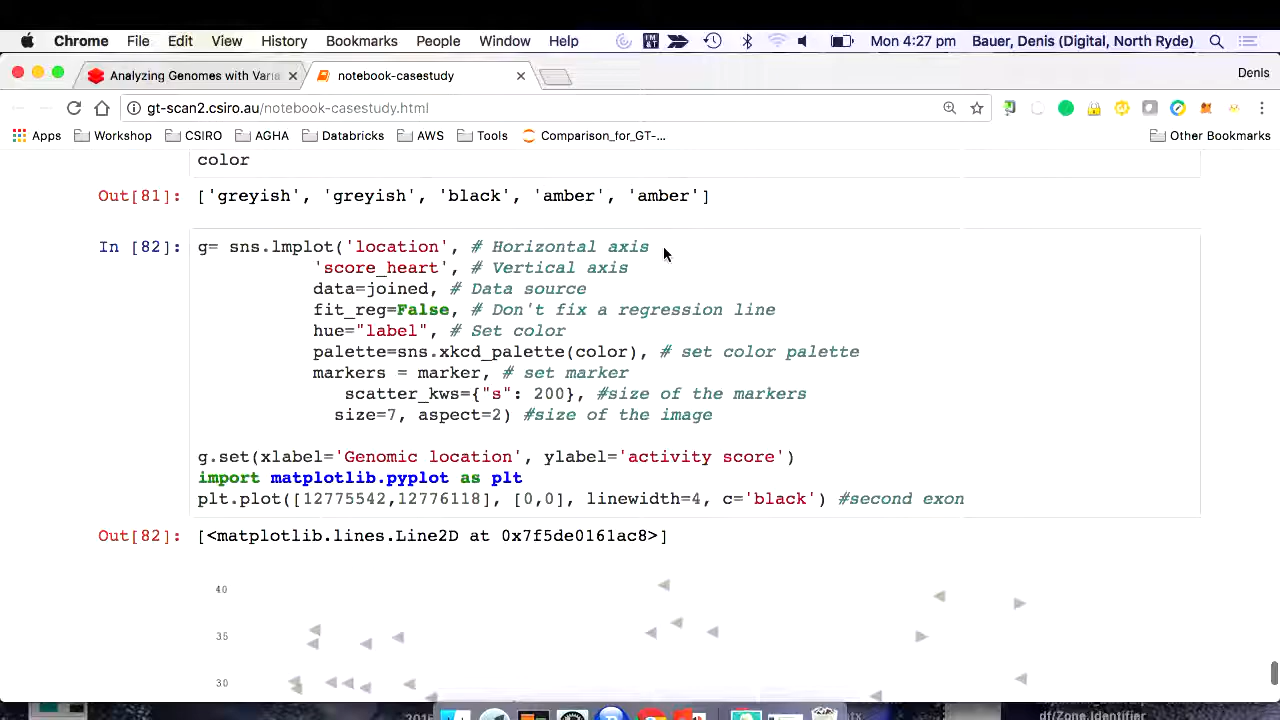 Chrome File Edit View History Bookmarks People Window Help Mon 4:27 pm Bauer, Denis (Digital, North Ryde)
Analyzing Genomes with Varia notebook-casestudy Denis
gt-scan2.csiro.au/notebook-casestudy.html
Apps Workshop CSIRO AGHA Databricks AWS Tools Comparison_for_GT-... Other Bookmarks
color
Out[81]: ['greyish', 'greyish', 'black', 'amber', 'amber']
In [82]: g= sns.lmplot('location', # Horizontal axis
'score_heart', # Vertical axis
data=joined, # Data source
fit_reg=False, # Don't fix a regression line
hue="label", # Set color
palette=sns.xkcd_palette(color), # set color palette
markers = marker, # set marker
scatter_kws={"s": 200}, #size of the markers
size=7, aspect=2) #size of the image
g.set(xlabel='Genomic location', ylabel='activity score')
import matplotlib.pyplot as plt
plt.plot([12775542,12776118], [0,0], linewidth=4, c='black') #second exon
Out[82]: [<matplotlib.lines.Line2D at 0x7f5de0161ac8>]
40
35
30
df/Zone.Identifier